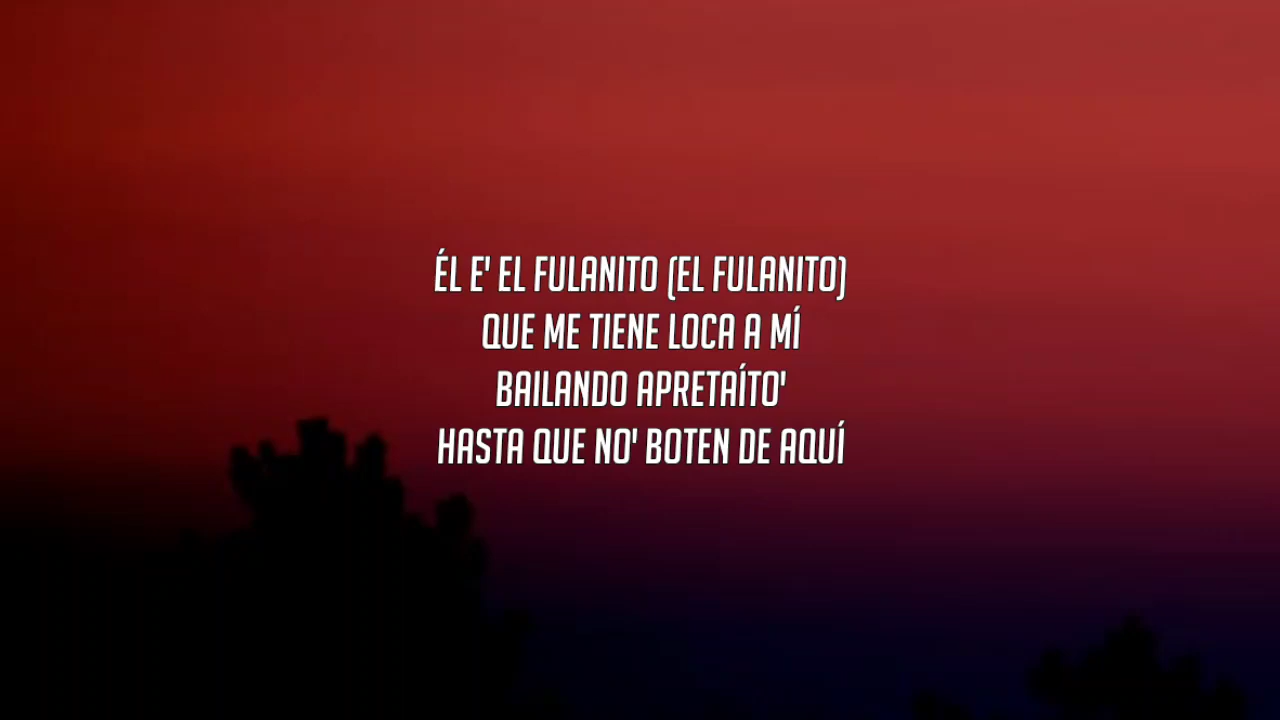 ÉL E' EL FULANITO (EL FULANITO)
QUE ME TIENE LOCA A MÍ
BAILANDO APRETAÍTO'
HASTA QUE NO' BOTEN DE AQUÍ